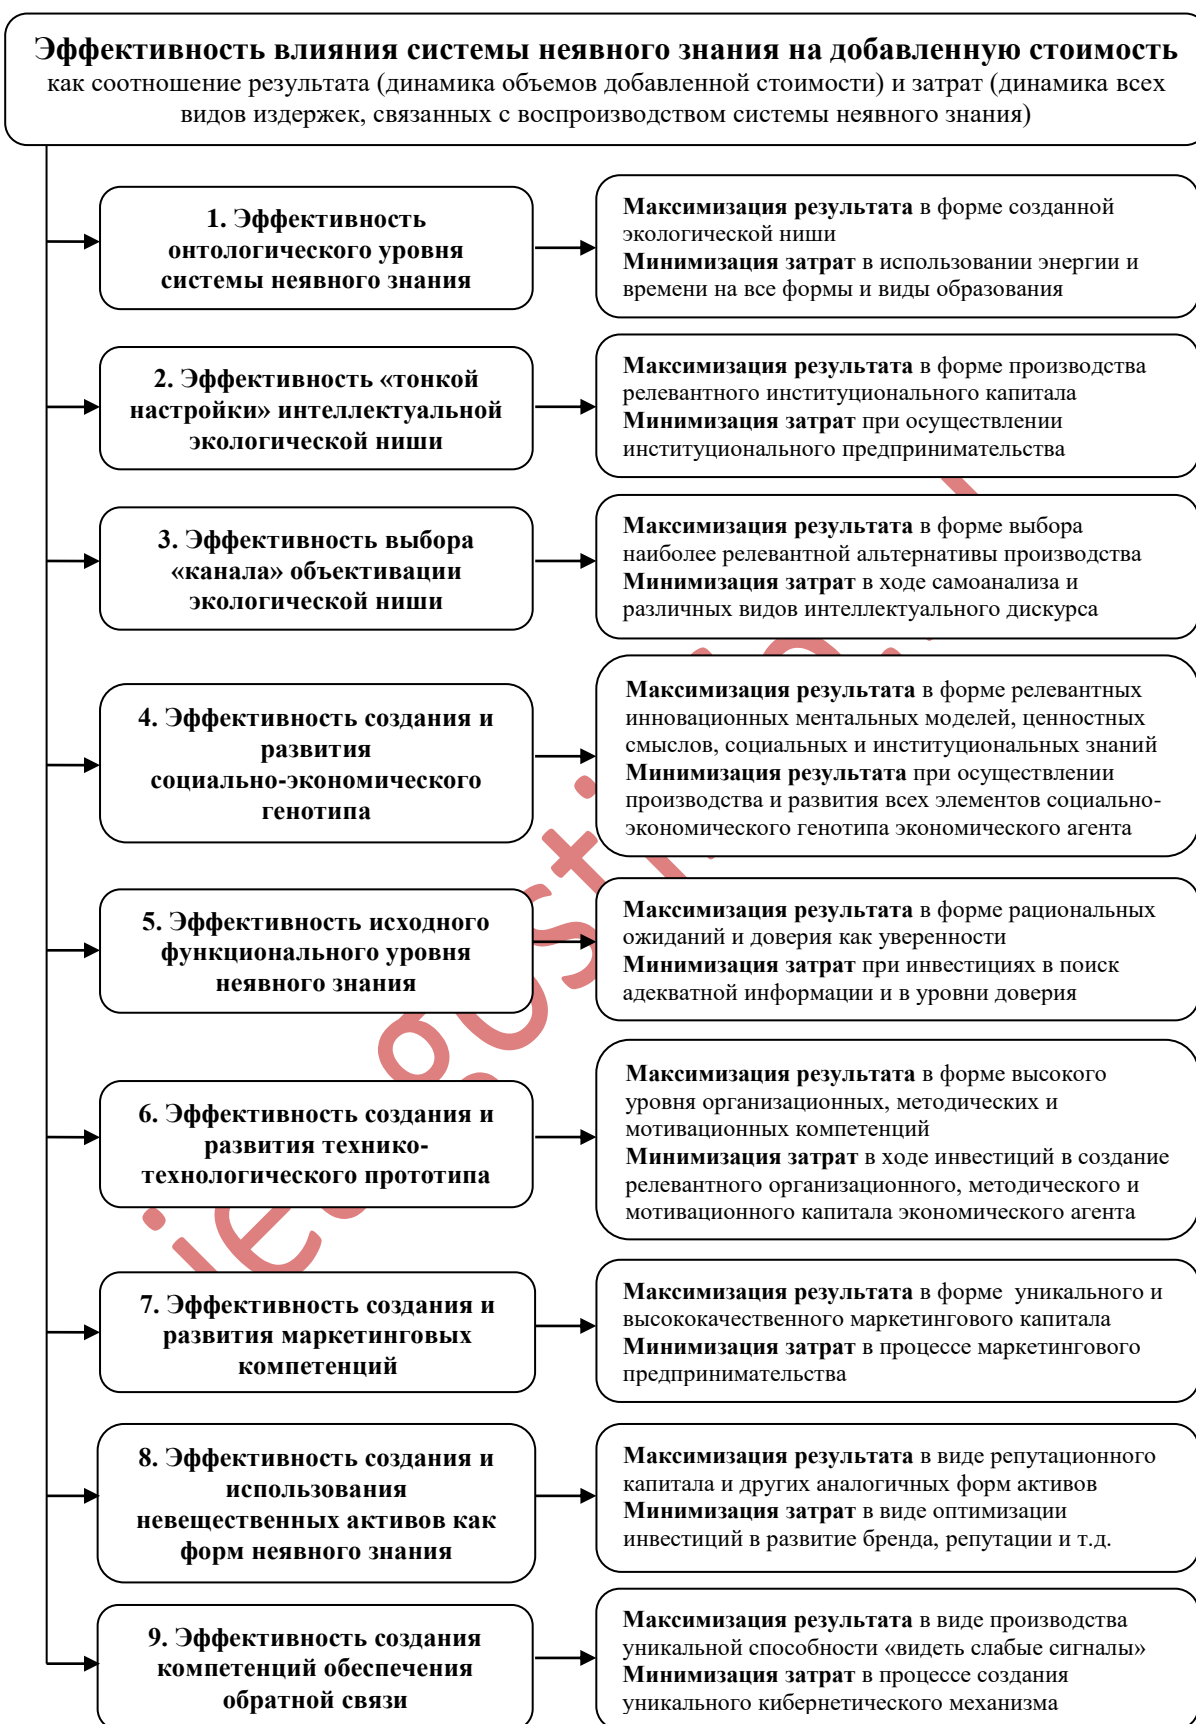 Эффективность влияния системы неявного знания на добавленную стоимость
как соотношение результата (динамика объемов добавленной стоимости) и затрат (динамика всех
видов издержек, связанных с воспроизводством системы неявного знания)
1. Эффективность
онтологического уровня
системы неявного знания
Максимизация результата в форме созданной
экологической ниши
Минимизация затрат в использовании энергии и
времени на все формы и виды образования
2. Эффективность «тонкой
настройки» интеллектуальной
экологической ниши
Максимизация результата в форме производства
релевантного институционального капитала
Минимизация затрат при осуществлении
институционального предпринимательства
3. Эффективность выбора
«канала» объективации
экологической ниши
Максимизация результата в форме выбора
наиболее релевантной альтернативы производства
Минимизация затрат в ходе самоанализа и
различных видов интеллектуального дискурса
4. Эффективность создания и
развития
социально-экономического
генотипа
Максимизация результата в форме релевантных
инновационных ментальных моделей, ценностных
смыслов, социальных и институциональных знаний
Минимизация результата при осуществлении
производства и развития всех элементов социально-
экономического генотипа экономического агента
5. Эффективность исходного
функционального уровня
неявного знания
Максимизация результата в форме рациональных
ожиданий и доверия как уверенности
Минимизация затрат при инвестициях в поиск
адекватной информации и в уровни доверия
6. Эффективность создания и
развития технико-
технологического прототипа
Максимизация результата в форме высокого
уровня организационных, методических и
мотивационных компетенций
Минимизация затрат в ходе инвестиций в создание
релевантного организационного, методического и
мотивационного капитала экономического агента
7. Эффективность создания и
развития маркетинговых
компетенций
Максимизация результата в форме уникального и
высококачественного маркетингового капитала
Минимизация затрат в процессе маркетингового
предпринимательства
8. Эффективность создания и
использования
невещественных активов как
форм неявного знания
Максимизация результата в виде репутационного
капитала и других аналогичных форм активов
Минимизация затрат в виде оптимизации
инвестиций в развитие бренда, репутации и т.д.
9. Эффективность создания
компетенций обеспечения
обратной связи
Максимизация результата в виде производства
уникальной способности «видеть слабые сигналы»
Минимизация затрат в процессе создания
уникального кибернетического механизма